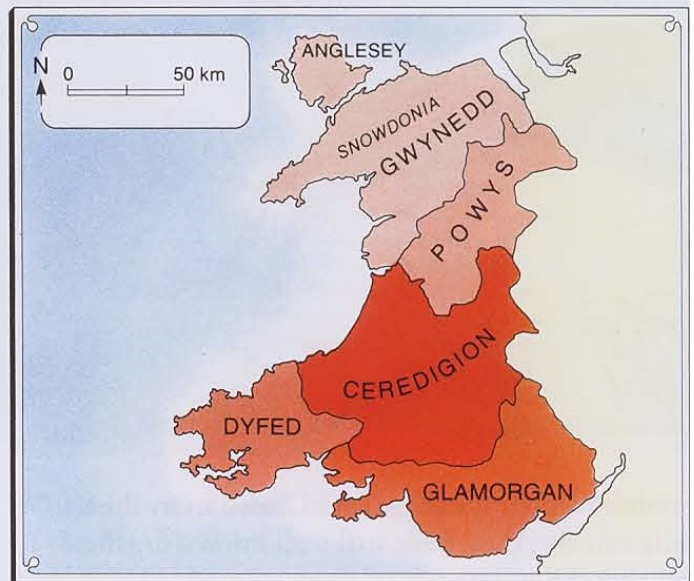 N
0 50 km
ANGLESEY
SNOWDONIA
GWYNEDD
POWYS
CEREDIGION
DYFED
GLAMORGAN